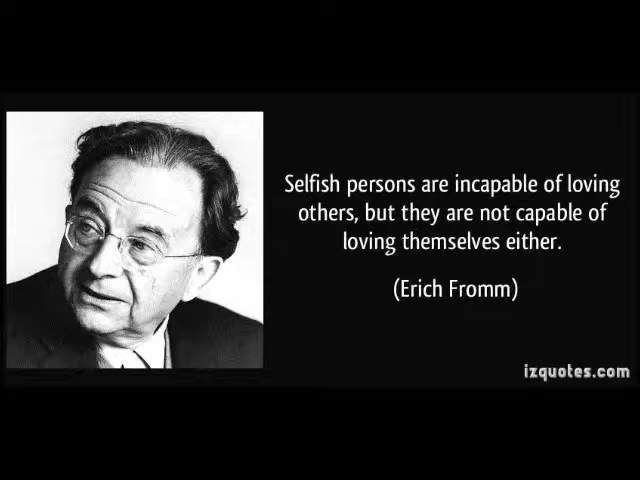 Selfish persons are incapable of loving
others, but they are not capable of
loving themselves either.
(Erich Fromm)
izquotes.com